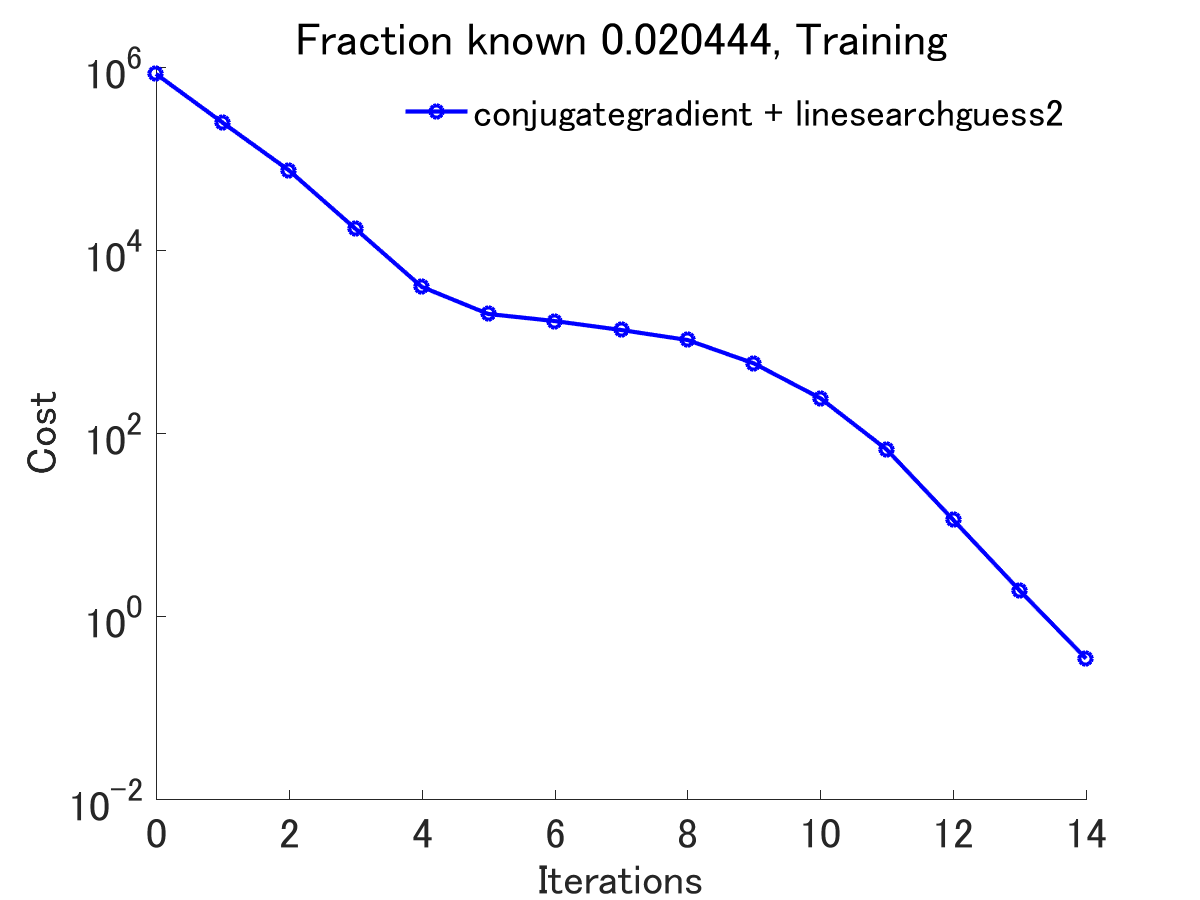 Fraction known 0.020444, Training
conjugategradient + linesearchguess2
10^6
10^4
10^2
10^0
10^-2
Cost
0 2 4 6 8 10 12 14
Iterations